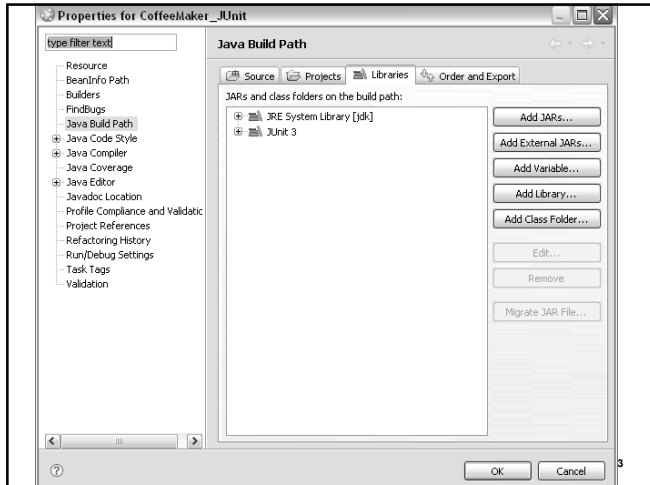 Properties for CoffeeMaker_JUnit
type filter text
Resource
BeanInfo Path
Builders
FindBugs
Java Build Path
Java Code Style
Java Compiler
Java Coverage
Java Editor
Javadoc Location
Profile Compliance and Validatic
Project References
Refactoring History
Run/Debug Settings
Task Tags
Validation
Java Build Path
Source Projects Libraries Order and Export
JARs and class folders on the build path:
JRE System Library [jdk]
JUnit 3
Add JARs...
Add External JARs...
Add Variable...
Add Library...
Add Class Folder...
Edit...
Remove
Migrate JAR File...
OK Cancel
3